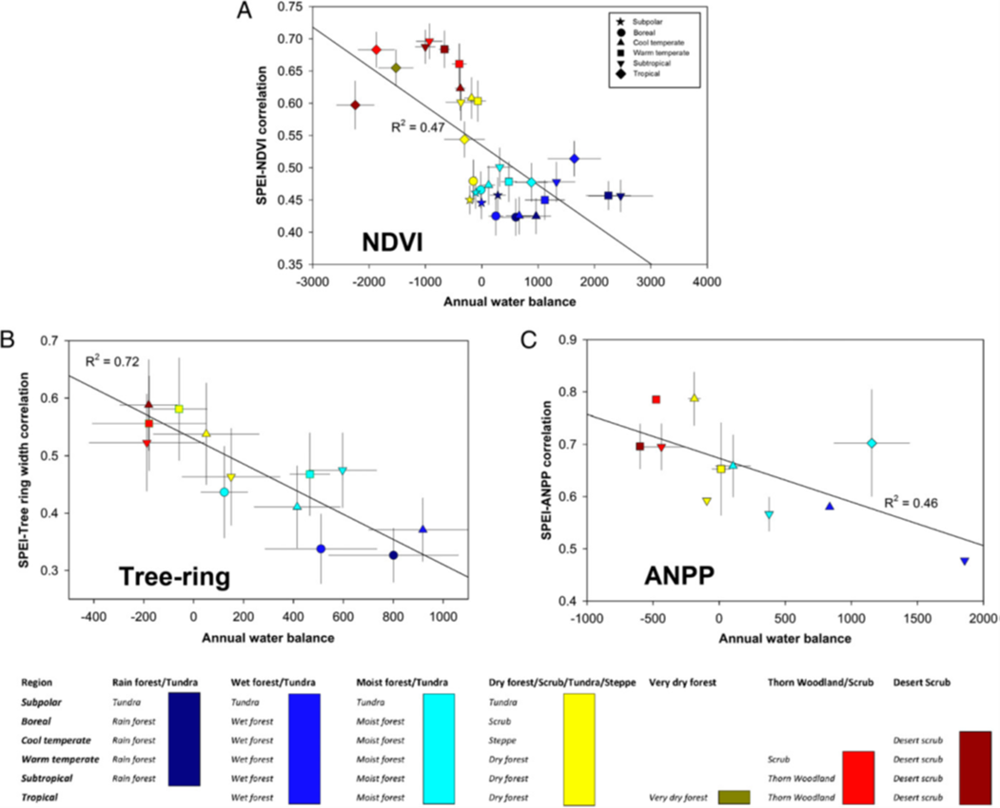 A
SPEI-NDVI correlation
0.75
0.70
0.65
0.60
0.55
0.50
0.45
0.40
0.35
R² = 0.47
NDVI
Subpolar
Boreal
Cool temperate
Warm temperate
Subtropical
Tropical
-3000 -2000 -1000 0 1000 2000 3000 4000
Annual water balance
B
SPEI-Tree ring width correlation
0.7
0.6
0.5
0.4
0.3
R² = 0.72
Tree-ring
-400 -200 0 200 400 600 800 1000
Annual water balance
C
SPEI-ANPP correlation
0.9
0.8
0.7
0.6
0.5
0.4
R² = 0.46
ANPP
-1000 -500 0 500 1000 1500 2000
Annual water balance
Region Rain forest/Tundra Wet forest/Tundra Moist forest/Tundra Dry forest/Scrub/Tundra/Steppe Very dry forest Thorn Woodland/Scrub Desert Scrub
Subpolar Tundra Tundra Tundra Tundra
Boreal Rain forest Wet forest Moist forest Scrub
Cool temperate Rain forest Wet forest Moist forest Steppe Desert scrub
Warm temperate Rain forest Wet forest Moist forest Dry forest Scrub Desert scrub
Subtropical Rain forest Wet forest Moist forest Dry forest Thorn Woodland Desert scrub
Tropical Wet forest Moist forest Dry forest Very dry forest Thorn Woodland Desert scrub